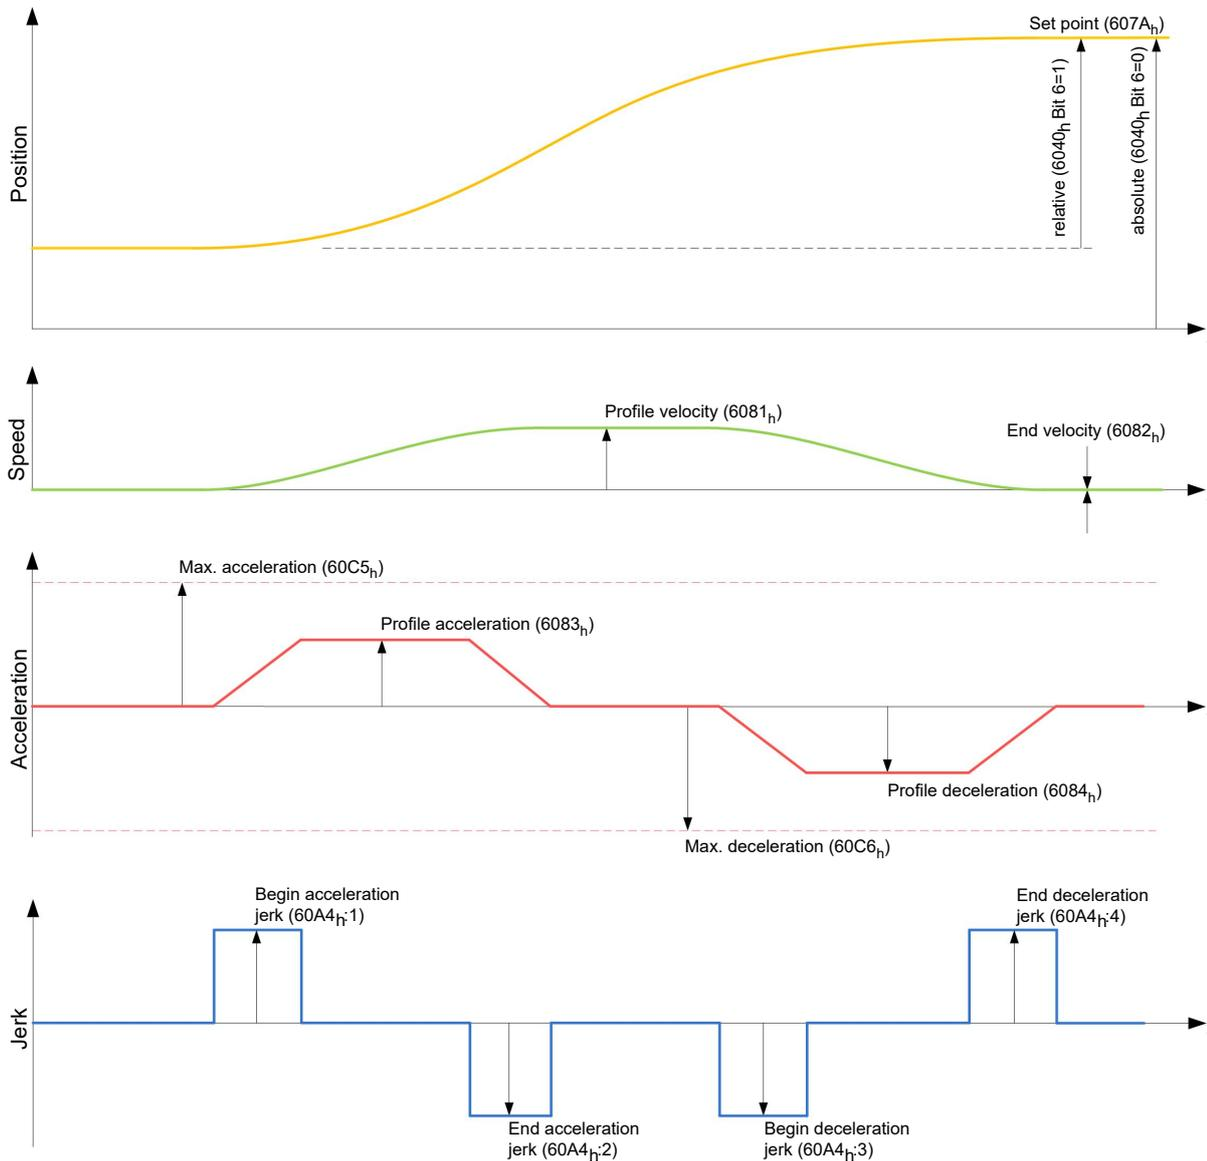 Set point (607Ah)
Position
relative (6040h Bit 6=1)
absolute (6040h Bit 6=0)
Speed
Profile velocity (6081h)
End velocity (6082h)
Acceleration
Max. acceleration (60C5h)
Profile acceleration (6083h)
Profile deceleration (6084h)
Max. deceleration (60C6h)
Jerk
Begin acceleration
jerk (60A4h:1)
End deceleration
jerk (60A4h:4)
End acceleration
jerk (60A4h:2)
Begin deceleration
jerk (60A4h:3)